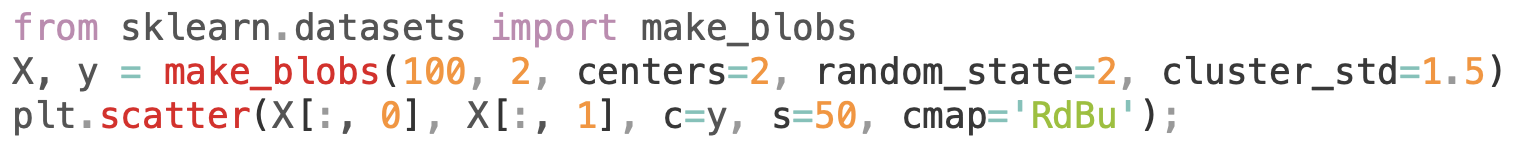 from sklearn.datasets import make_blobs
X, y = make_blobs(100, 2, centers=2, random_state=2, cluster_std=1.5)
plt.scatter(X[:, 0], X[:, 1], c=y, s=50, cmap='RdBu');